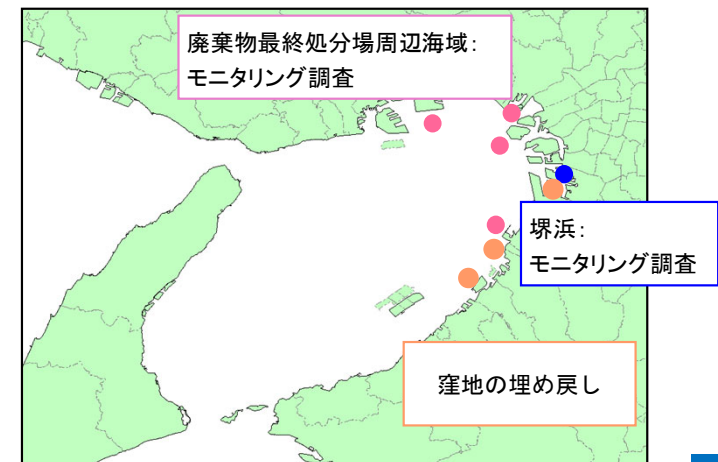 廃棄物最終処分場周辺海域：
モニタリング調査
堺浜：
モニタリング調査
窪地の埋め戻し